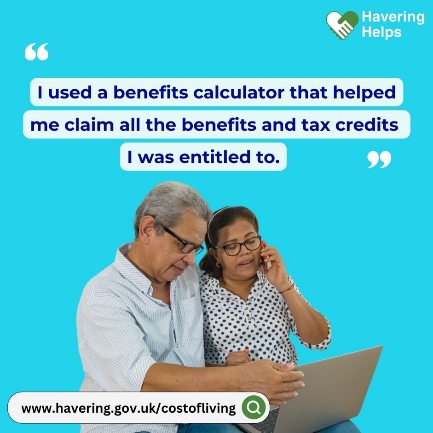 Havering
Helps
“
I used a benefits calculator that helped
me claim all the benefits and tax credits
I was entitled to.
”
www.havering.gov.uk/costofliving